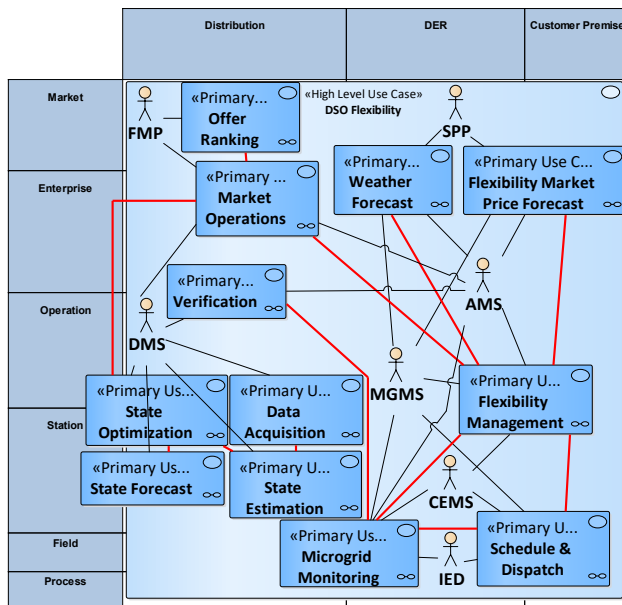 Distribution
DER
Customer Premise
Market
Enterprise
Operation
Station
Field
Process
«High Level Use Case»
DSO Flexibility
FMP
«Primary...
Offer
Ranking
SPP
«Primary ...
Market
Operations
«Primary...
Weather
Forecast
«Primary Use C...
Flexibility Market
Price Forecast
«Primary...
Verification
AMS
DMS
MGMS
«Primary Us...
State
Optimization
«Primary U...
Data
Acquisition
«Primary U...
Flexibility
Management
«Primary Us...
State Forecast
«Primary U...
State
Estimation
CEMS
«Primary Us...
Microgrid
Monitoring
IED
«Primary U...
Schedule &
Dispatch